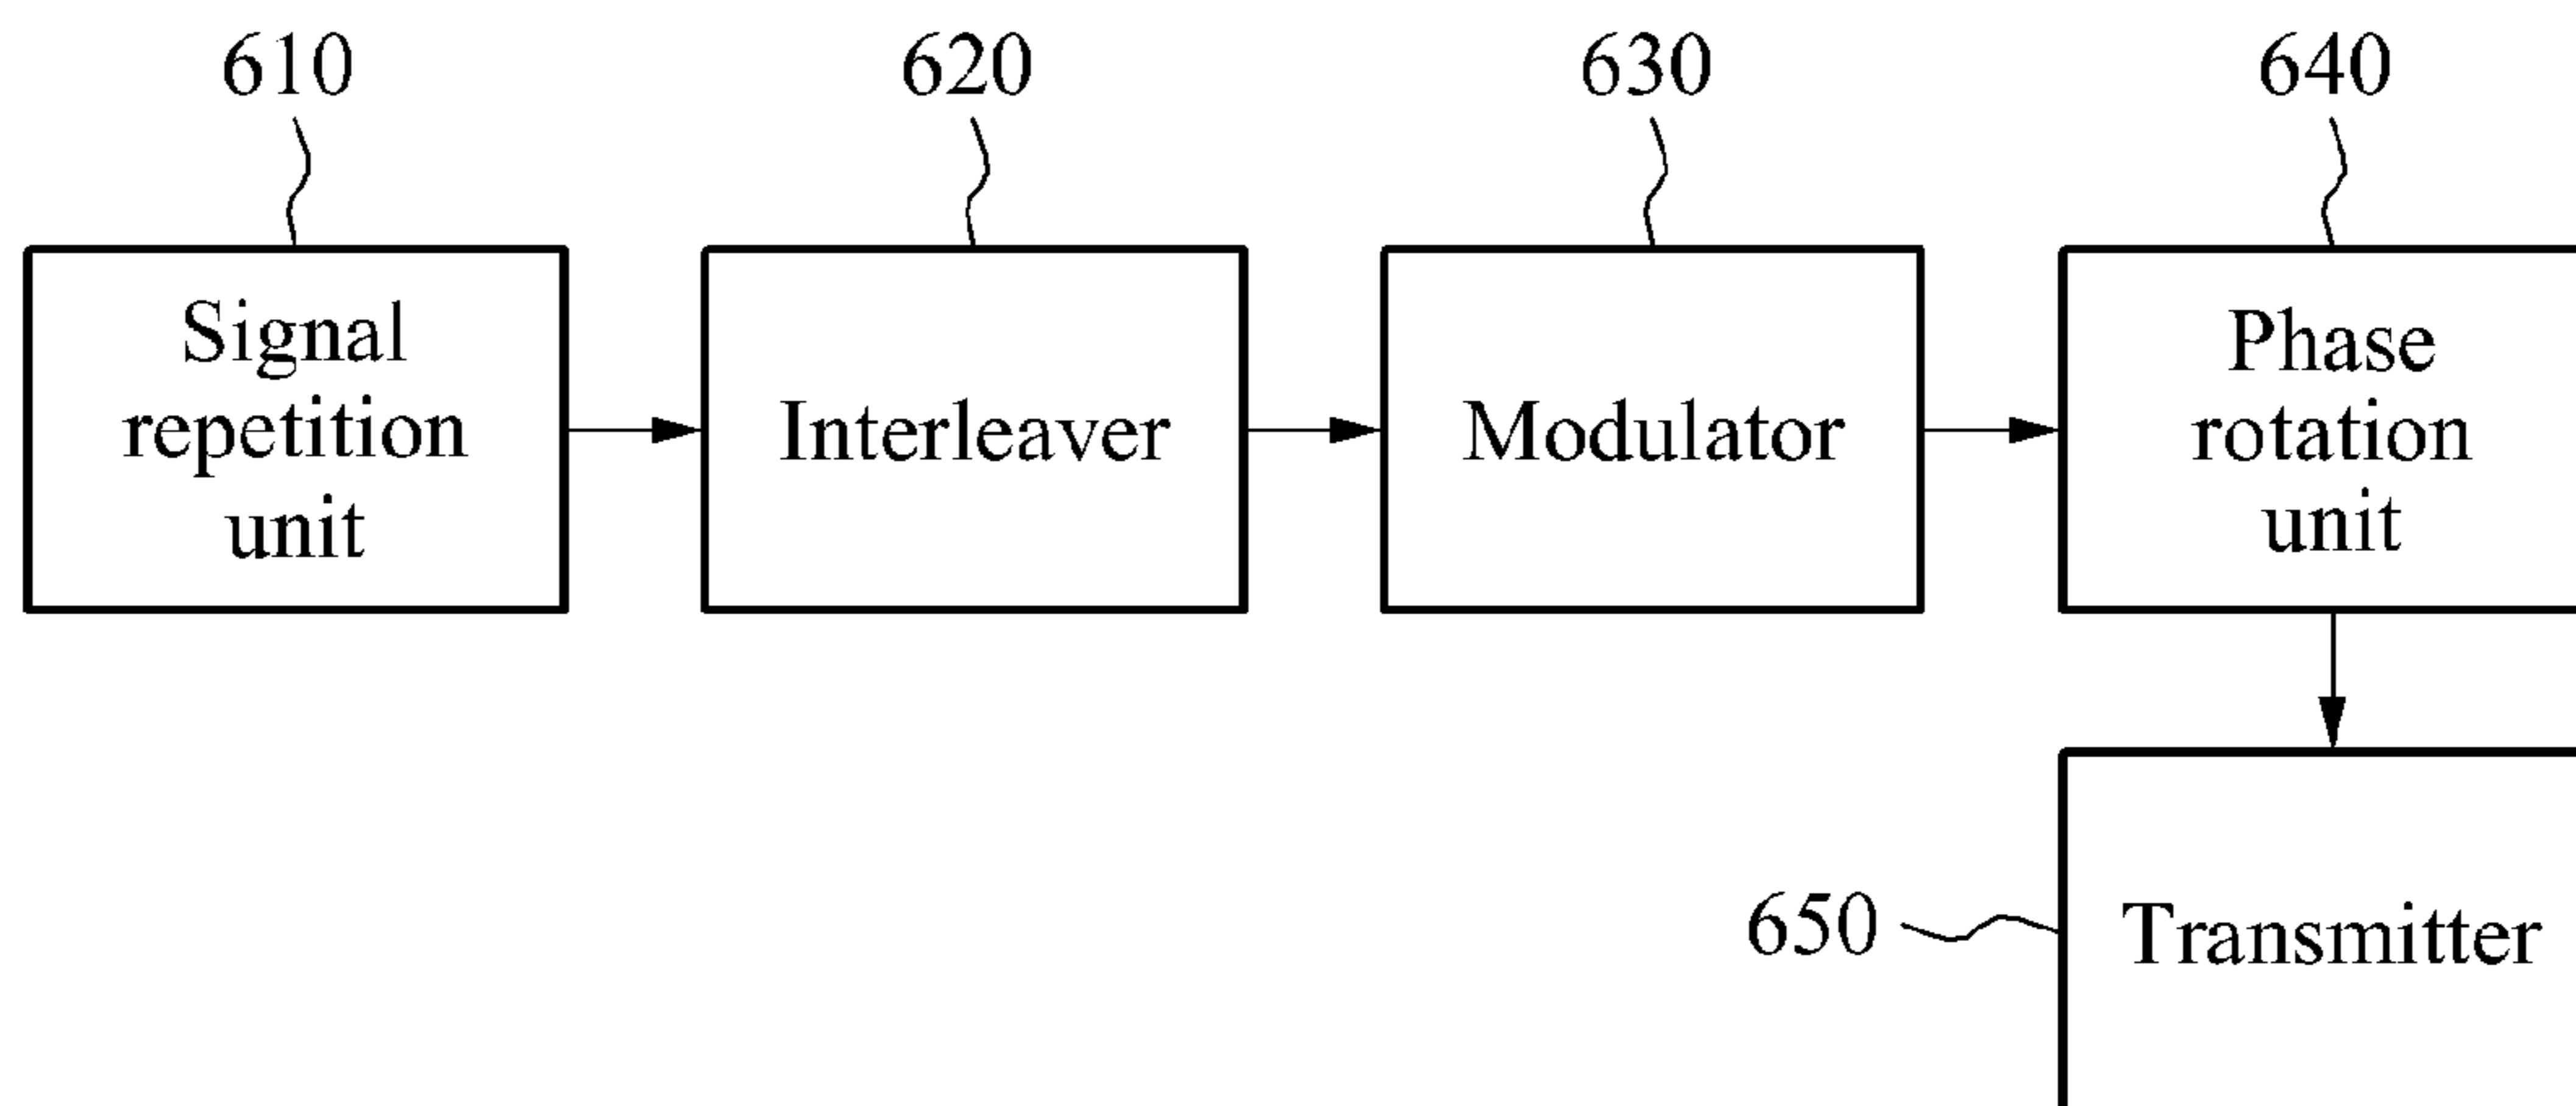 610
620
630
640
Signal
repetition
unit
Interleaver
Modulator
Phase
rotation
unit
650
Transmitter